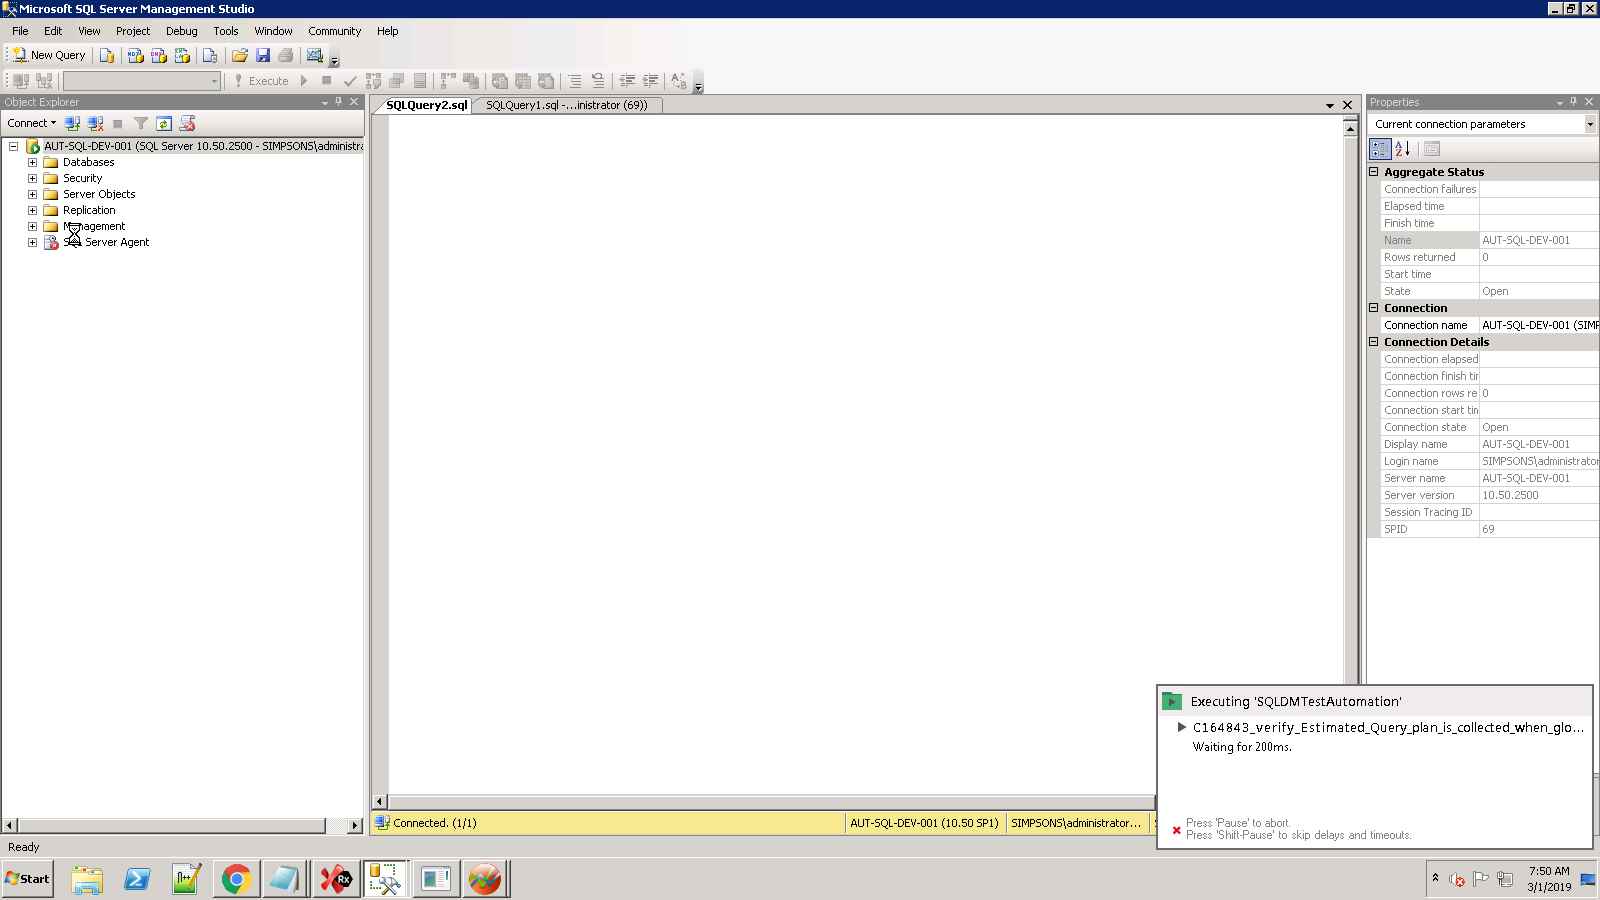 Microsoft SQL Server Management Studio
File Edit View Project Debug Tools Window Community Help
New Query
Execute
Object Explorer
Connect
AUT-SQL-DEV-001 (SQL Server 10.50.2500 - SIMPSONS\administra
Databases
Security
Server Objects
Replication
Management
SQL Server Agent
SQLQuery2.sql
SQLQuery1.sql -...inistrator (69))
Connected. (1/1)
AUT-SQL-DEV-001 (10.50 SP1)
SIMPSONS\administrator...
Properties
Current connection parameters
Aggregate Status
Connection failures
Elapsed time
Finish time
Name AUT-SQL-DEV-001
Rows returned 0
Start time
State Open
Connection
Connection name AUT-SQL-DEV-001 (SIMP
Connection Details
Connection elapsed
Connection finish tir
Connection rows re 0
Connection start tin
Connection state Open
Display name AUT-SQL-DEV-001
Login name SIMPSONS\administrator
Server name AUT-SQL-DEV-001
Server version 10.50.2500
Session Tracing ID
SPID 69
Executing 'SQLDMTestAutomation'
C164843_verify_Estimated_Query_plan_is_collected_when_glo...
Waiting for 200ms.
Press 'Pause' to abort.
Press 'Shift-Pause' to skip delays and timeouts.
Ready
Start
7:50 AM
3/1/2019